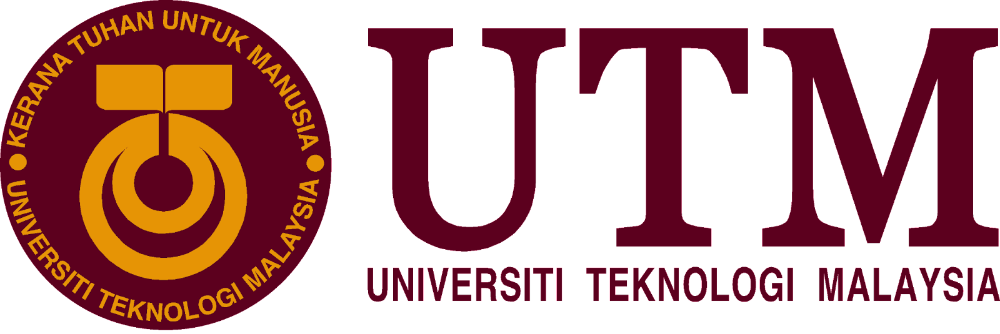 KERANA TUHAN UNTUK MANUSIA
UNIVERSITI TEKNOLOGI MALAYSIA
UTM
UNIVERSITI TEKNOLOGI MALAYSIA